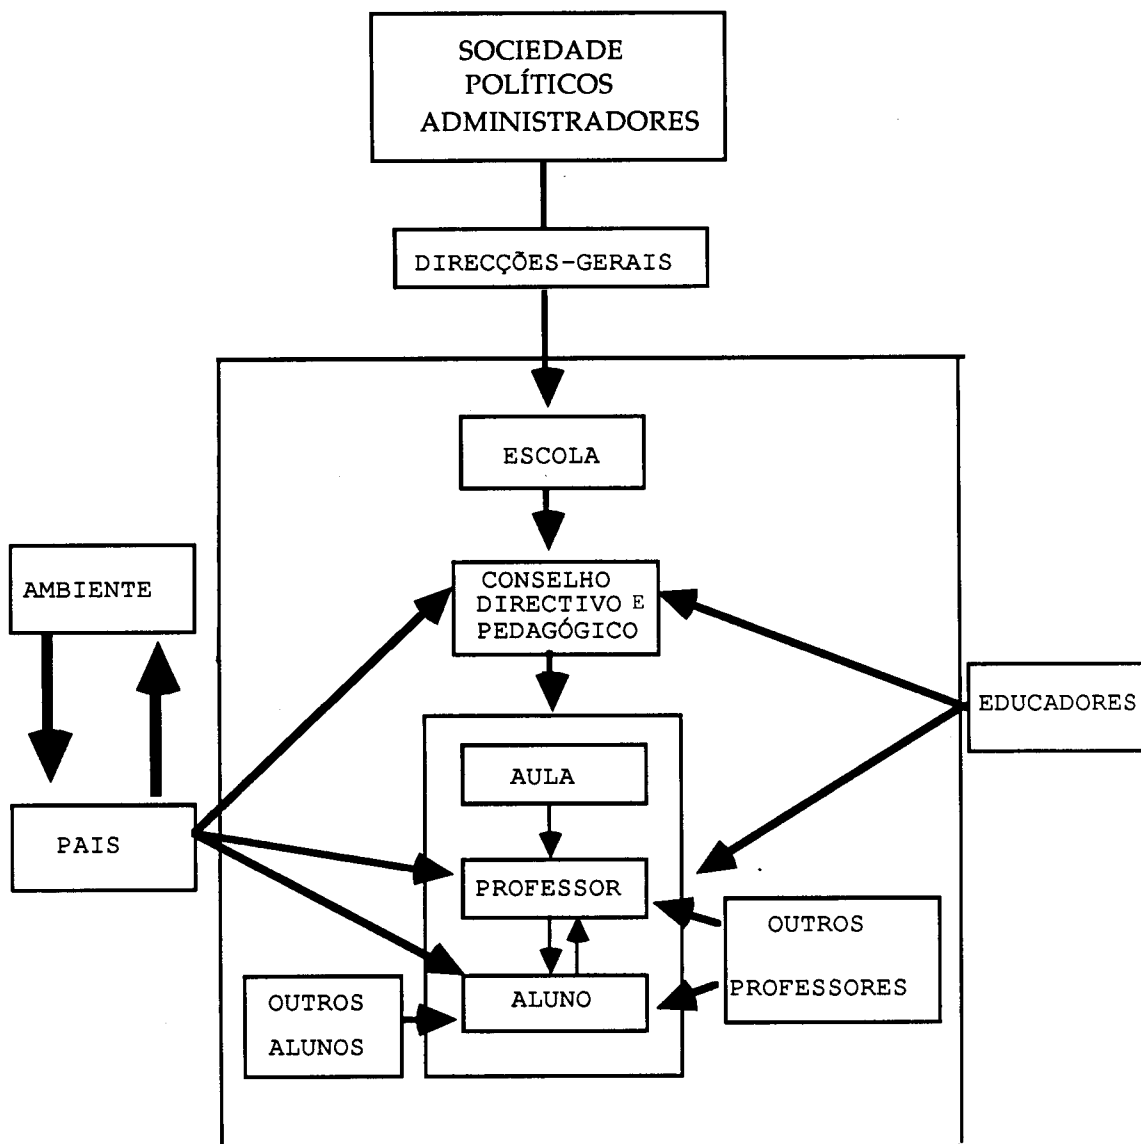 SOCIEDADE
POLÍTICOS
ADMINISTRADORES
DIRECÇÕES-GERAIS
ESCOLA
AMBIENTE
CONSELHO
DIRECTIVO E
PEDAGÓGICO
EDUCADORES
AULA
PAIS
PROFESSOR
OUTROS
PROFESSORES
ALUNO
OUTROS
ALUNOS